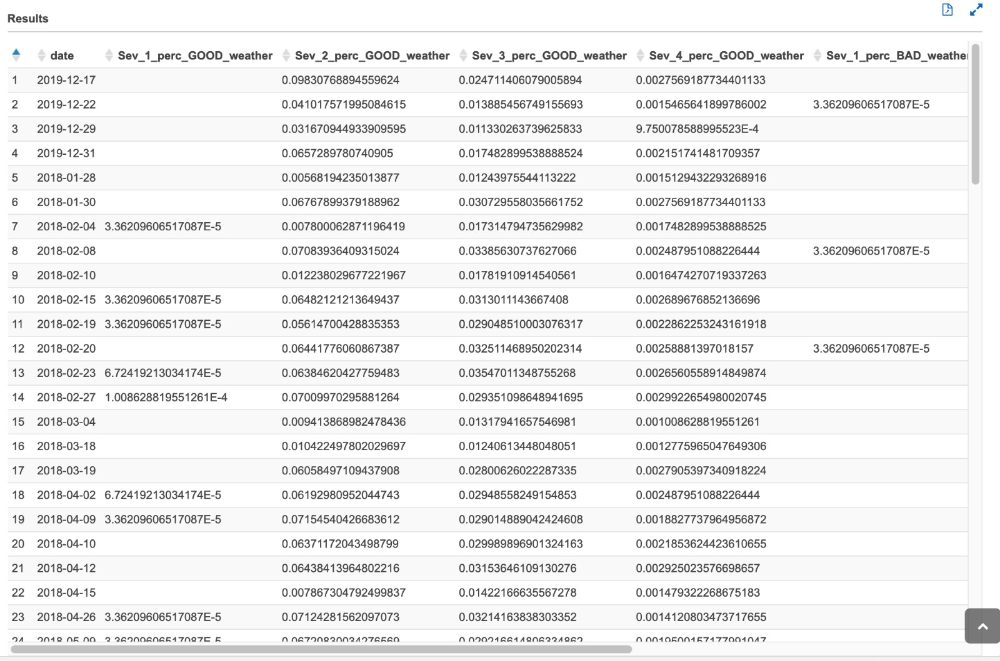 Results
date Sev_1_perc_GOOD_weather Sev_2_perc_GOOD_weather Sev_3_perc_GOOD_weather Sev_4_perc_GOOD_weather Sev_1_perc_BAD_weather
1 2019-12-17 0.09830768894559624 0.024711406079005894 0.0027569187734401133
2 2019-12-22 0.041017571995084615 0.013885456749155693 0.0015465641899786002 3.36209606517087E-5
3 2019-12-29 0.031670944933909595 0.011330263739625833 9.750078588995523E-4
4 2019-12-31 0.0657289780740905 0.017482899538888524 0.002151741481709357
5 2018-01-28 0.00568194235013877 0.01243975544113222 0.0015129432293268916
6 2018-01-30 0.06767899379188962 0.030729558035661752 0.0027569187734401133
7 2018-02-04 3.36209606517087E-5 0.007800062871196419 0.017314794735629982 0.0017482899538888525
8 2018-02-08 0.07083936409315024 0.03385630737627066 0.002487951088226444 3.36209606517087E-5
9 2018-02-10 0.012238029677221967 0.01781910914540561 0.0016474270719337263
10 2018-02-15 3.36209606517087E-5 0.06482121213649437 0.0313011143667408 0.002689676852136696
11 2018-02-19 3.36209606517087E-5 0.05614700428835353 0.029048510003076317 0.0022862253243161918
12 2018-02-20 0.06441776060867387 0.032511468950202314 0.00258881397018157 3.36209606517087E-5
13 2018-02-23 6.72419213034174E-5 0.06384620427759483 0.03547011348755268 0.0026560558914849874
14 2018-02-27 1.008628819551261E-4 0.07009970295881264 0.029351098648941695 0.0029922654980020745
15 2018-03-04 0.009413868982478436 0.01317941657546981 0.001008628819551261
16 2018-03-18 0.010422497802029697 0.01240613448048051 0.0012775965047649306
17 2018-03-19 0.06058497109437908 0.02800626022287335 0.0027905397340918224
18 2018-04-02 6.72419213034174E-5 0.06192980952044743 0.02948558249154853 0.002487951088226444
19 2018-04-09 3.36209606517087E-5 0.07154540426683612 0.029014889042424608 0.0018827737964956872
20 2018-04-10 0.06371172043498799 0.029989896901324163 0.0021853624423610655
21 2018-04-12 0.06438413964802216 0.03153646109130276 0.002925023576698657
22 2018-04-15 0.0078673047924998​37 0.01422166635567278 0.001479322268675183
23 2018-04-26 3.36209606517087E-5 0.07124281562097073 0.03214163838303352 0.0014120803473717655
24 2018-05-09 3.36209606517087E-5